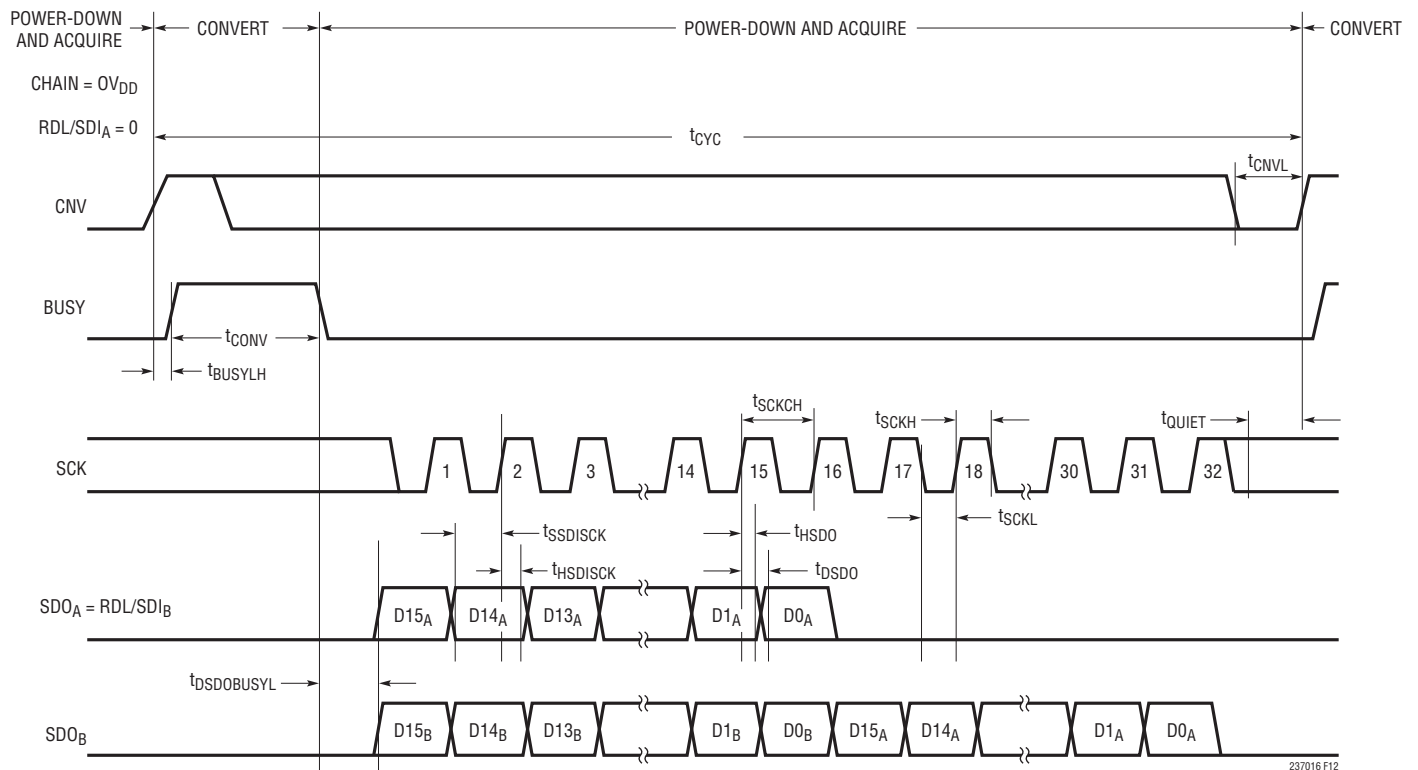 POWER-DOWN AND ACQUIRE
CONVERT
POWER-DOWN AND ACQUIRE
CONVERT
CHAIN = OVDD
RDL/SDIA = 0
tCYC
tCNVL
CNV
BUSY
tCONV
tBUSYLH
tSCKCH
tSCKH
tQUIET
SCK
1 2 3 14 15 16 17 18 30 31 32
tSSDISCK
tHSDO
tSCKL
tHSDISCK
tDSDO
SDOA = RDL/SDIB
D15A D14A D13A D1A D0A
tDSDOBUSYL
SDOB
D15B D14B D13B D1B D0B D15A D14A D1A D0A
237016 F12